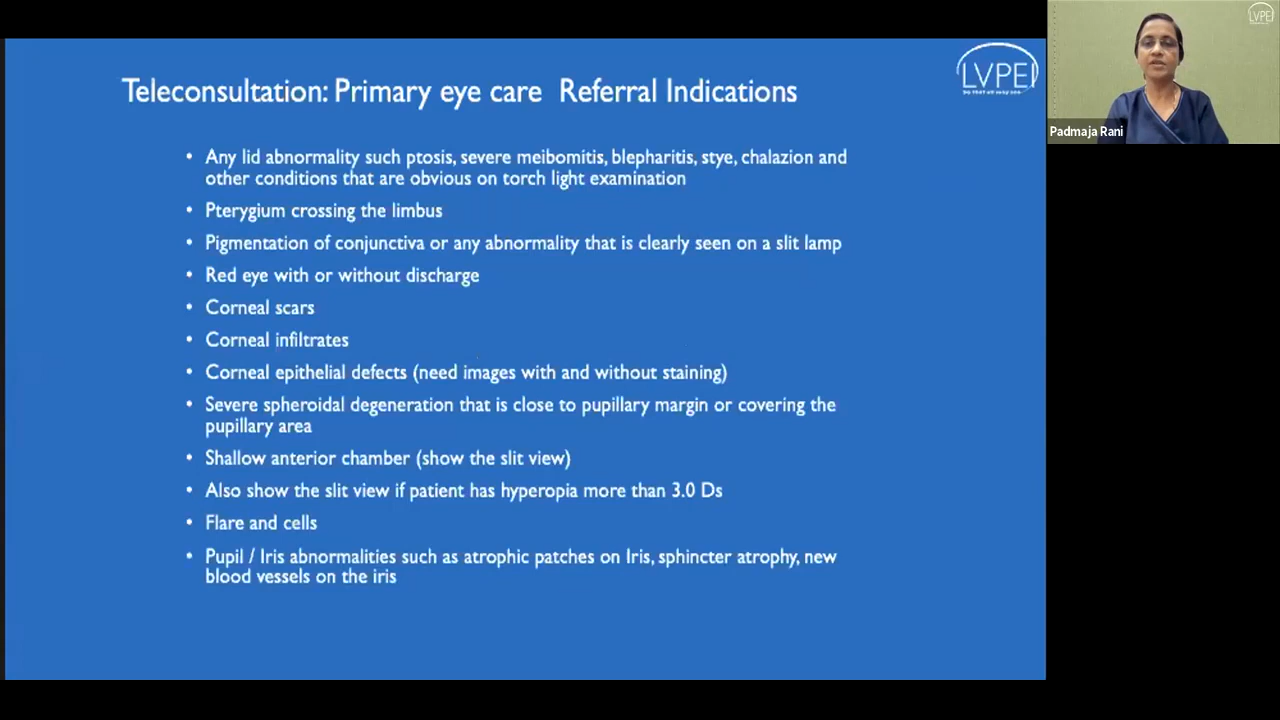 Teleconsultation: Primary eye care Referral Indications
LVPEI
So that all may see
• Any lid abnormality such ptosis, severe meibomitis, blepharitis, stye, chalazion and
other conditions that are obvious on torch light examination
• Pterygium crossing the limbus
• Pigmentation of conjunctiva or any abnormality that is clearly seen on a slit lamp
• Red eye with or without discharge
• Corneal scars
• Corneal infiltrates
• Corneal epithelial defects (need images with and without staining)
• Severe spheroidal degeneration that is close to pupillary margin or covering the
pupillary area
• Shallow anterior chamber (show the slit view)
• Also show the slit view if patient has hyperopia more than 3.0 Ds
• Flare and cells
• Pupil / Iris abnormalities such as atrophic patches on Iris, sphincter atrophy, new
blood vessels on the iris
LVPEI
Padmaja Rani